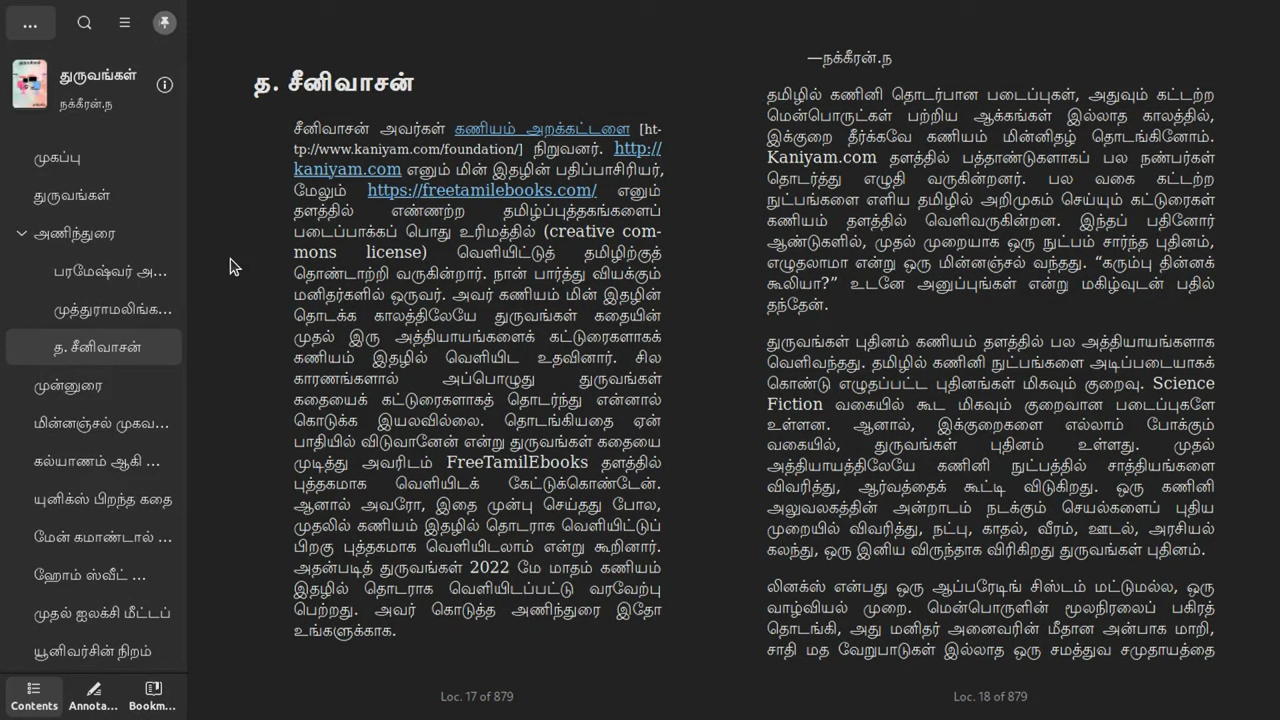 ...
துருவங்கள்
நக்கீரன்.ந
முகப்பு
துருவங்கள்
அணிந்துரை
பரமேஷ்வர் அ...
முத்துராமலிங்க...
த. சீனிவாசன்
முன்னுரை
மின்னஞ்சல் முகவ...
கல்யாணம் ஆகி ...
யுனிக்ஸ் பிறந்த கதை
மேன் கமாண்டால் ...
ஹோம் ஸ்வீட் ...
முதல் ஐலக்சி மீட்டப்
யூனிவர்சின் நிறம்
Contents
Annota...
Bookm...
த. சீனிவாசன்
சீனிவாசன் அவர்கள் கணியம் அறக்கட்டளை [ht-
tp://www.kaniyam.com/foundation/] நிறுவனர். http://
kaniyam.com எனும் மின் இதழின் பதிப்பாசிரியர்,
மேலும் https://freetamilebooks.com/ எனும்
தளத்தில் எண்ணற்ற தமிழ்ப்புத்தகங்களைப்
படைப்பாக்கப் பொது உரிமத்தில் (creative com-
mons license) வெளியிட்டுத் தமிழிற்குத்
தொண்டாற்றி வருகின்றார். நான் பார்த்து வியக்கும்
மனிதர்களில் ஒருவர். அவர் கணியம் மின் இதழின்
தொடக்க காலத்திலேயே துருவங்கள் கதையின்
முதல் இரு அத்தியாயங்களைக் கட்டுரைகளாகக்
கணியம் இதழில் வெளியிட உதவினார். சில
காரணங்களால் அப்பொழுது துருவங்கள்
கதையைக் கட்டுரைகளாகத் தொடர்ந்து என்னால்
கொடுக்க இயலவில்லை. தொடங்கியதை ஏன்
பாதியில் விடுவானேன் என்று துருவங்கள் கதையை
முடித்து அவரிடம் FreeTamilEbooks தளத்தில்
புத்தகமாக வெளியிடக் கேட்டுக்கொண்டேன்.
ஆனால் அவரோ, இதை முன்பு செய்தது போல,
முதலில் கணியம் இதழில் தொடராக வெளியிட்டுப்
பிறகு புத்தகமாக வெளியிடலாம் என்று கூறினார்.
அதன்படித் துருவங்கள் 2022 மே மாதம் கணியம்
இதழில் தொடராக வெளியிடப்பட்டு வரவேற்பு
பெற்றது. அவர் கொடுத்த அணிந்துரை இதோ
உங்களுக்காக.
Loc. 17 of 879
—நக்கீரன்.ந
தமிழில் கணினி தொடர்பான படைப்புகள், அதுவும் கட்டற்ற
மென்பொருட்கள் பற்றிய ஆக்கங்கள் இல்லாத காலத்தில்,
இக்குறை தீர்க்கவே கணியம் மின்னிதழ் தொடங்கினோம்.
Kaniyam.com தளத்தில் பத்தாண்டுகளாகப் பல நண்பர்கள்
தொடர்த்து எழுதி வருகின்றனர். பல வகை கட்டற்ற
நுட்பங்களை எளிய தமிழில் அறிமுகம் செய்யும் கட்டுரைகள்
கணியம் தளத்தில் வெளிவருகின்றன. இந்தப் பதினோர்
ஆண்டுகளில், முதல் முறையாக ஒரு நுட்பம் சார்ந்த புதினம்,
எழுதலாமா என்று ஒரு மின்னஞ்சல் வந்தது. “கரும்பு தின்னக்
கூலியா?” உடனே அனுப்புங்கள் என்று மகிழ்வுடன் பதில்
தந்தேன்.
துருவங்கள் புதினம் கணியம் தளத்தில் பல அத்தியாயங்களாக
வெளிவந்தது. தமிழில் கணினி நுட்பங்களை அடிப்படையாகக்
கொண்டு எழுதப்பட்ட புதினங்கள் மிகவும் குறைவு. Science
Fiction வகையில் கூட மிகவும் குறைவான படைப்புகளே
உள்ளன. ஆனால், இக்குறைகளை எல்லாம் போக்கும்
வகையில், துருவங்கள் புதினம் உள்ளது. முதல்
அத்தியாயத்திலேயே கணினி நுட்பத்தில் சாத்தியங்களை
விவரித்து, ஆர்வத்தைக் கூட்டி விடுகிறது. ஒரு கணினி
அலுவலகத்தின் அன்றாடம் நடக்கும் செயல்களைப் புதிய
முறையில் விவரித்து, நட்பு, காதல், வீரம், ஊடல், அரசியல்
கலந்து, ஒரு இனிய விருந்தாக விரிகிறது துருவங்கள் புதினம்.
லினக்ஸ் என்பது ஒரு ஆப்பரேடிங் சிஸ்டம் மட்டுமல்ல, ஒரு
வாழ்வியல் முறை. மென்பொருளின் மூலநிரலைப் பகிரத்
தொடங்கி, அது மனிதர் அனைவரின் மீதான அன்பாக மாறி,
சாதி மத வேறுபாடுகள் இல்லாத ஒரு சமத்துவ சமுதாயத்தை
Loc. 18 of 879